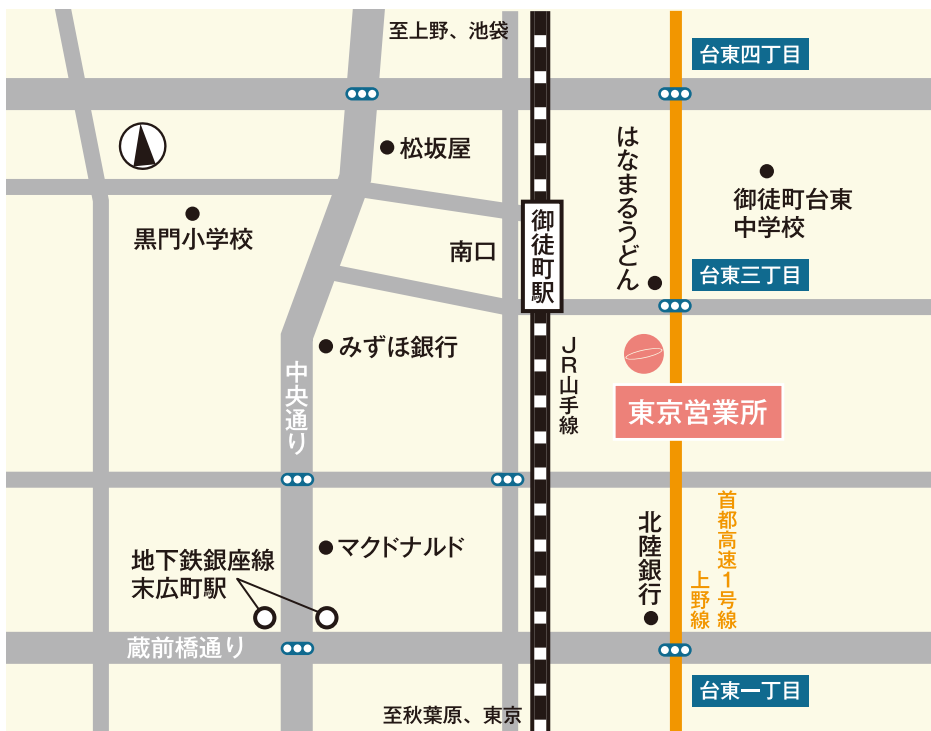 至上野、池袋
台東四丁目
松坂屋
はなまるうどん
御徒町台東
中学校
黒門小学校
南口
御徒町駅
台東三丁目
みずほ銀行
JR山手線
中央通り
東京営業所
マクドナルド
地下鉄銀座線
末広町駅
北陸銀行
首都高速1号線
上野線
蔵前橋通り
台東一丁目
至秋葉原、東京